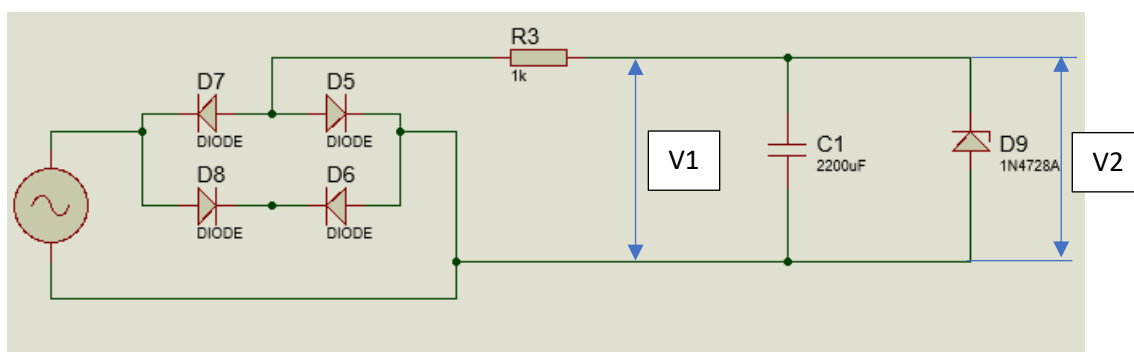 R3
1k
D7
D5
DIODE
DIODE
V1
C1
2200uF
D9
1N4728A
V2
D8
D6
DIODE
DIODE